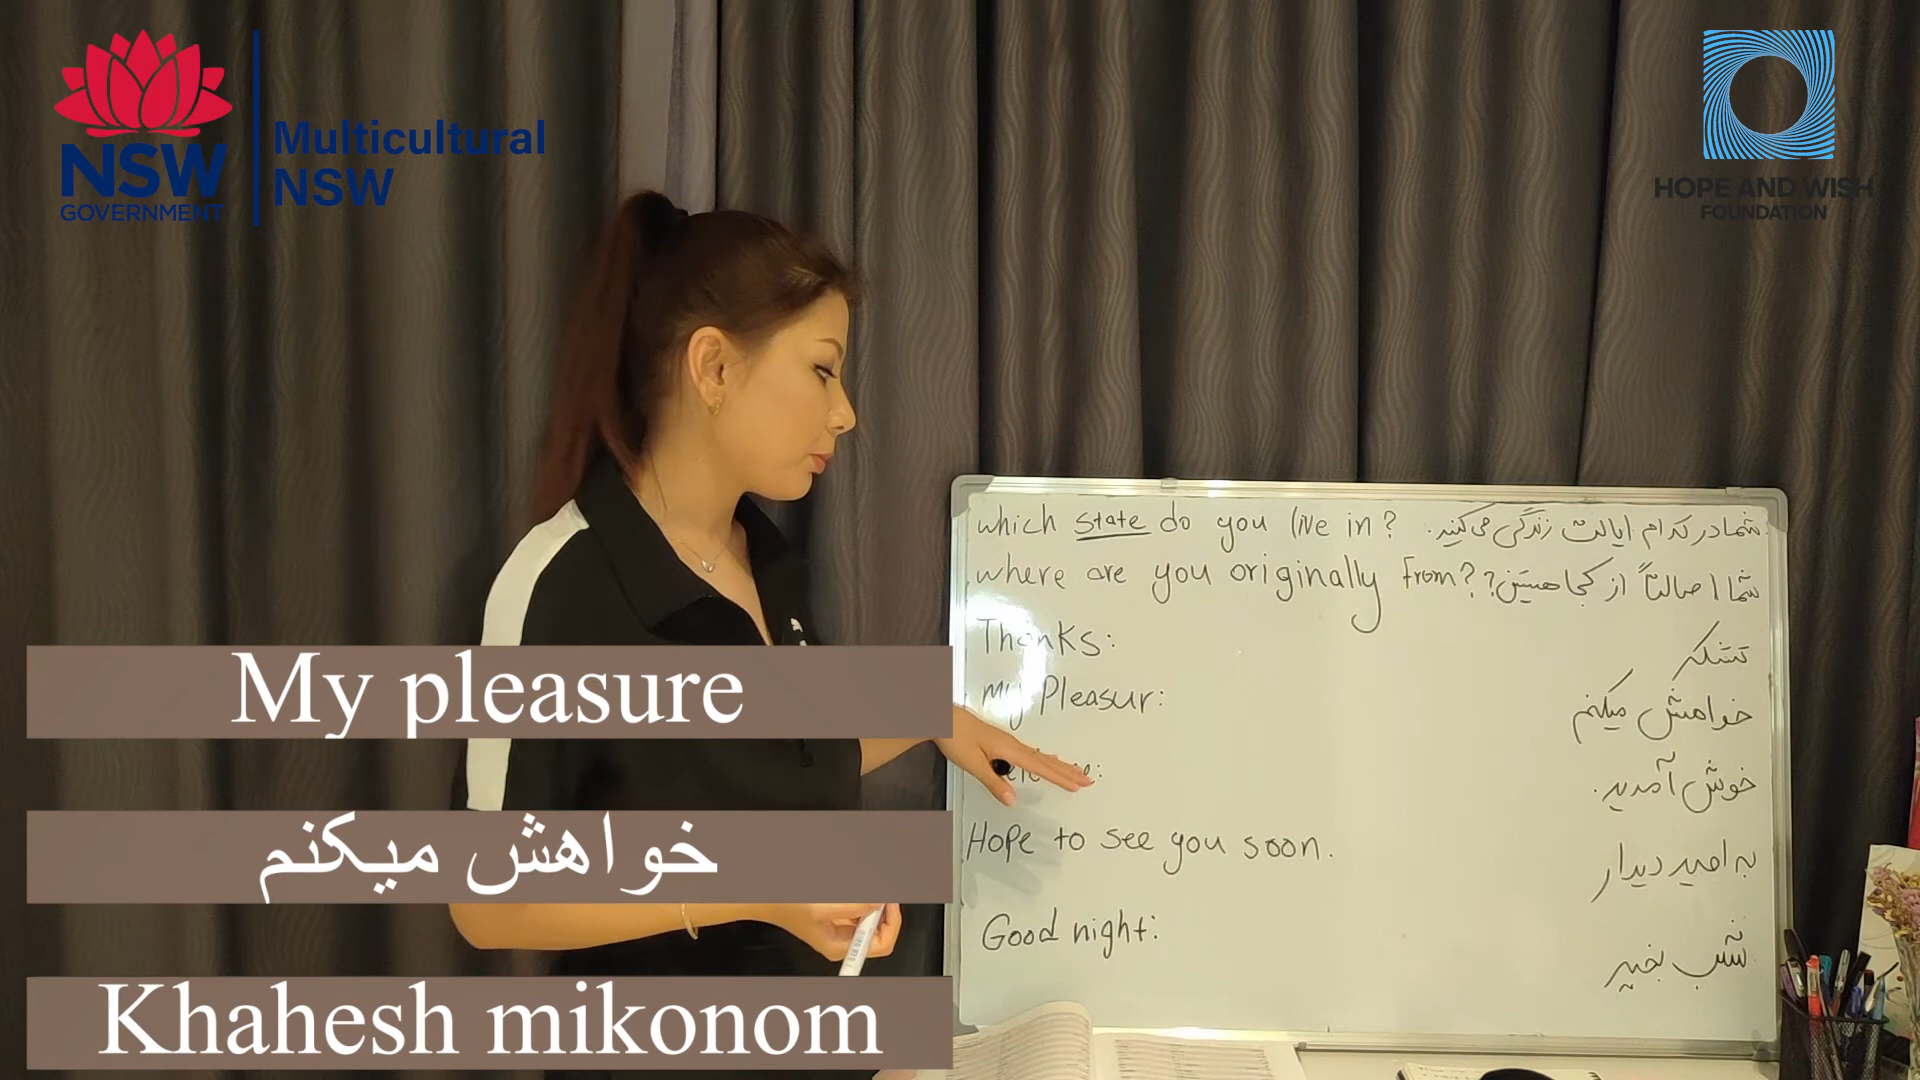 NSW
GOVERNMENT
Multicultural
NSW
HOPE AND WISH
FOUNDATION
which state do you live in? شما در کدام ایالت زندگی می کنید.
where are you originally from? شما اصالتاً از کجا هستین؟
Thanks: تشکر
my Pleasur: خواهش میکنم
خوش آمدید.
Hope to see you soon. به امید دیدار
Good night: شب بخیر
My pleasure
خواهش میکنم
Khahesh mikonom